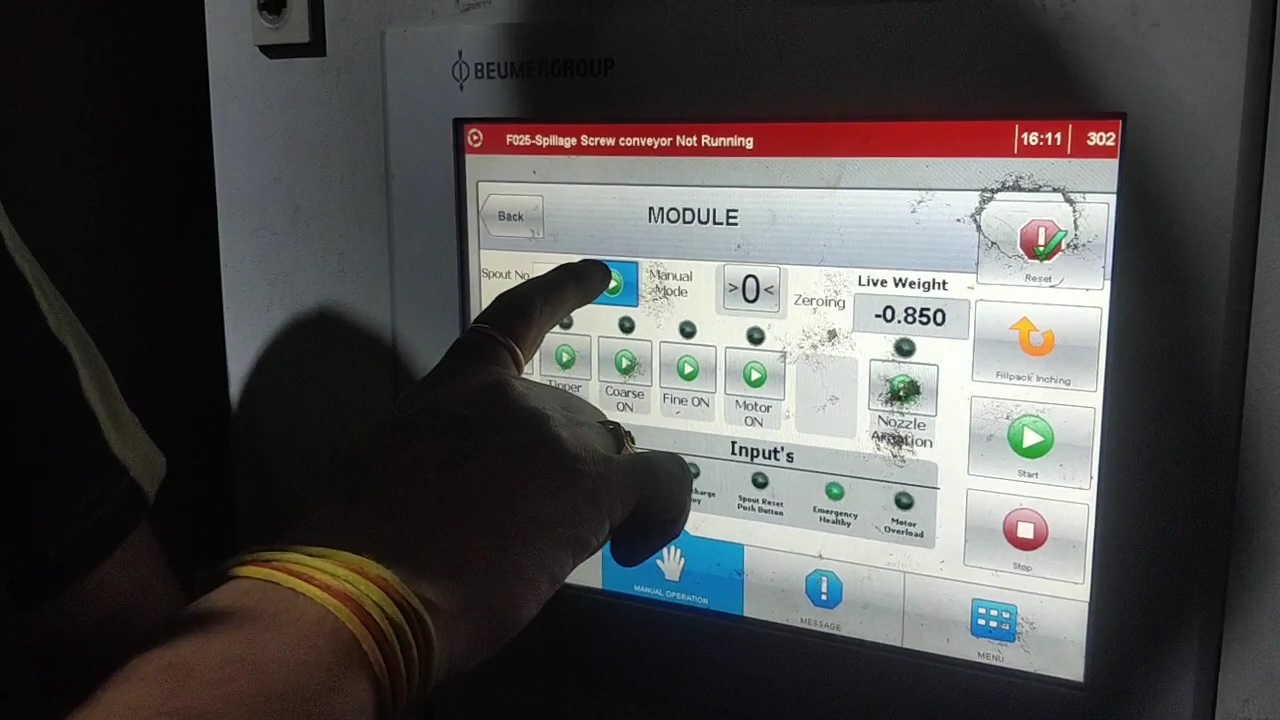 BEUMERGROUP
F025-Spillage Screw conveyor Not Running
16:11
302
Back
MODULE
Reset
Spout No
Manual
Mode
>0<
Zeroing
Live Weight
-0.850
Fillpack Inching
Tipper
Coarse
ON
Fine ON
Motor
ON
Nozzle
Aeration
Start
Input's
Spout Reset
Push Button
Emergency
Healthy
Motor
Overload
Stop
MANUAL OPERATION
MESSAGE
MENU